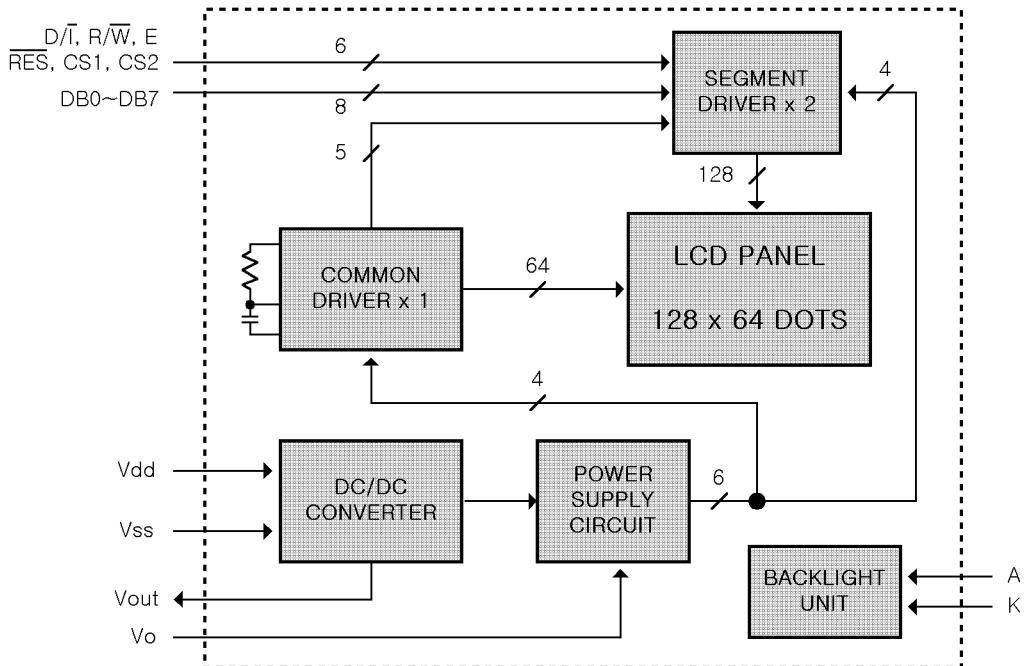 D/I̅, R/W̅, E
R̅E̅S̅, CS1, CS2
6
DB0~DB7
8
5
SEGMENT
DRIVER x 2
4
128
COMMON
DRIVER x 1
64
LCD PANEL
128 x 64 DOTS
4
Vdd
Vss
DC/DC
CONVERTER
POWER
SUPPLY
CIRCUIT
6
BACKLIGHT
UNIT
A
K
Vout
Vo